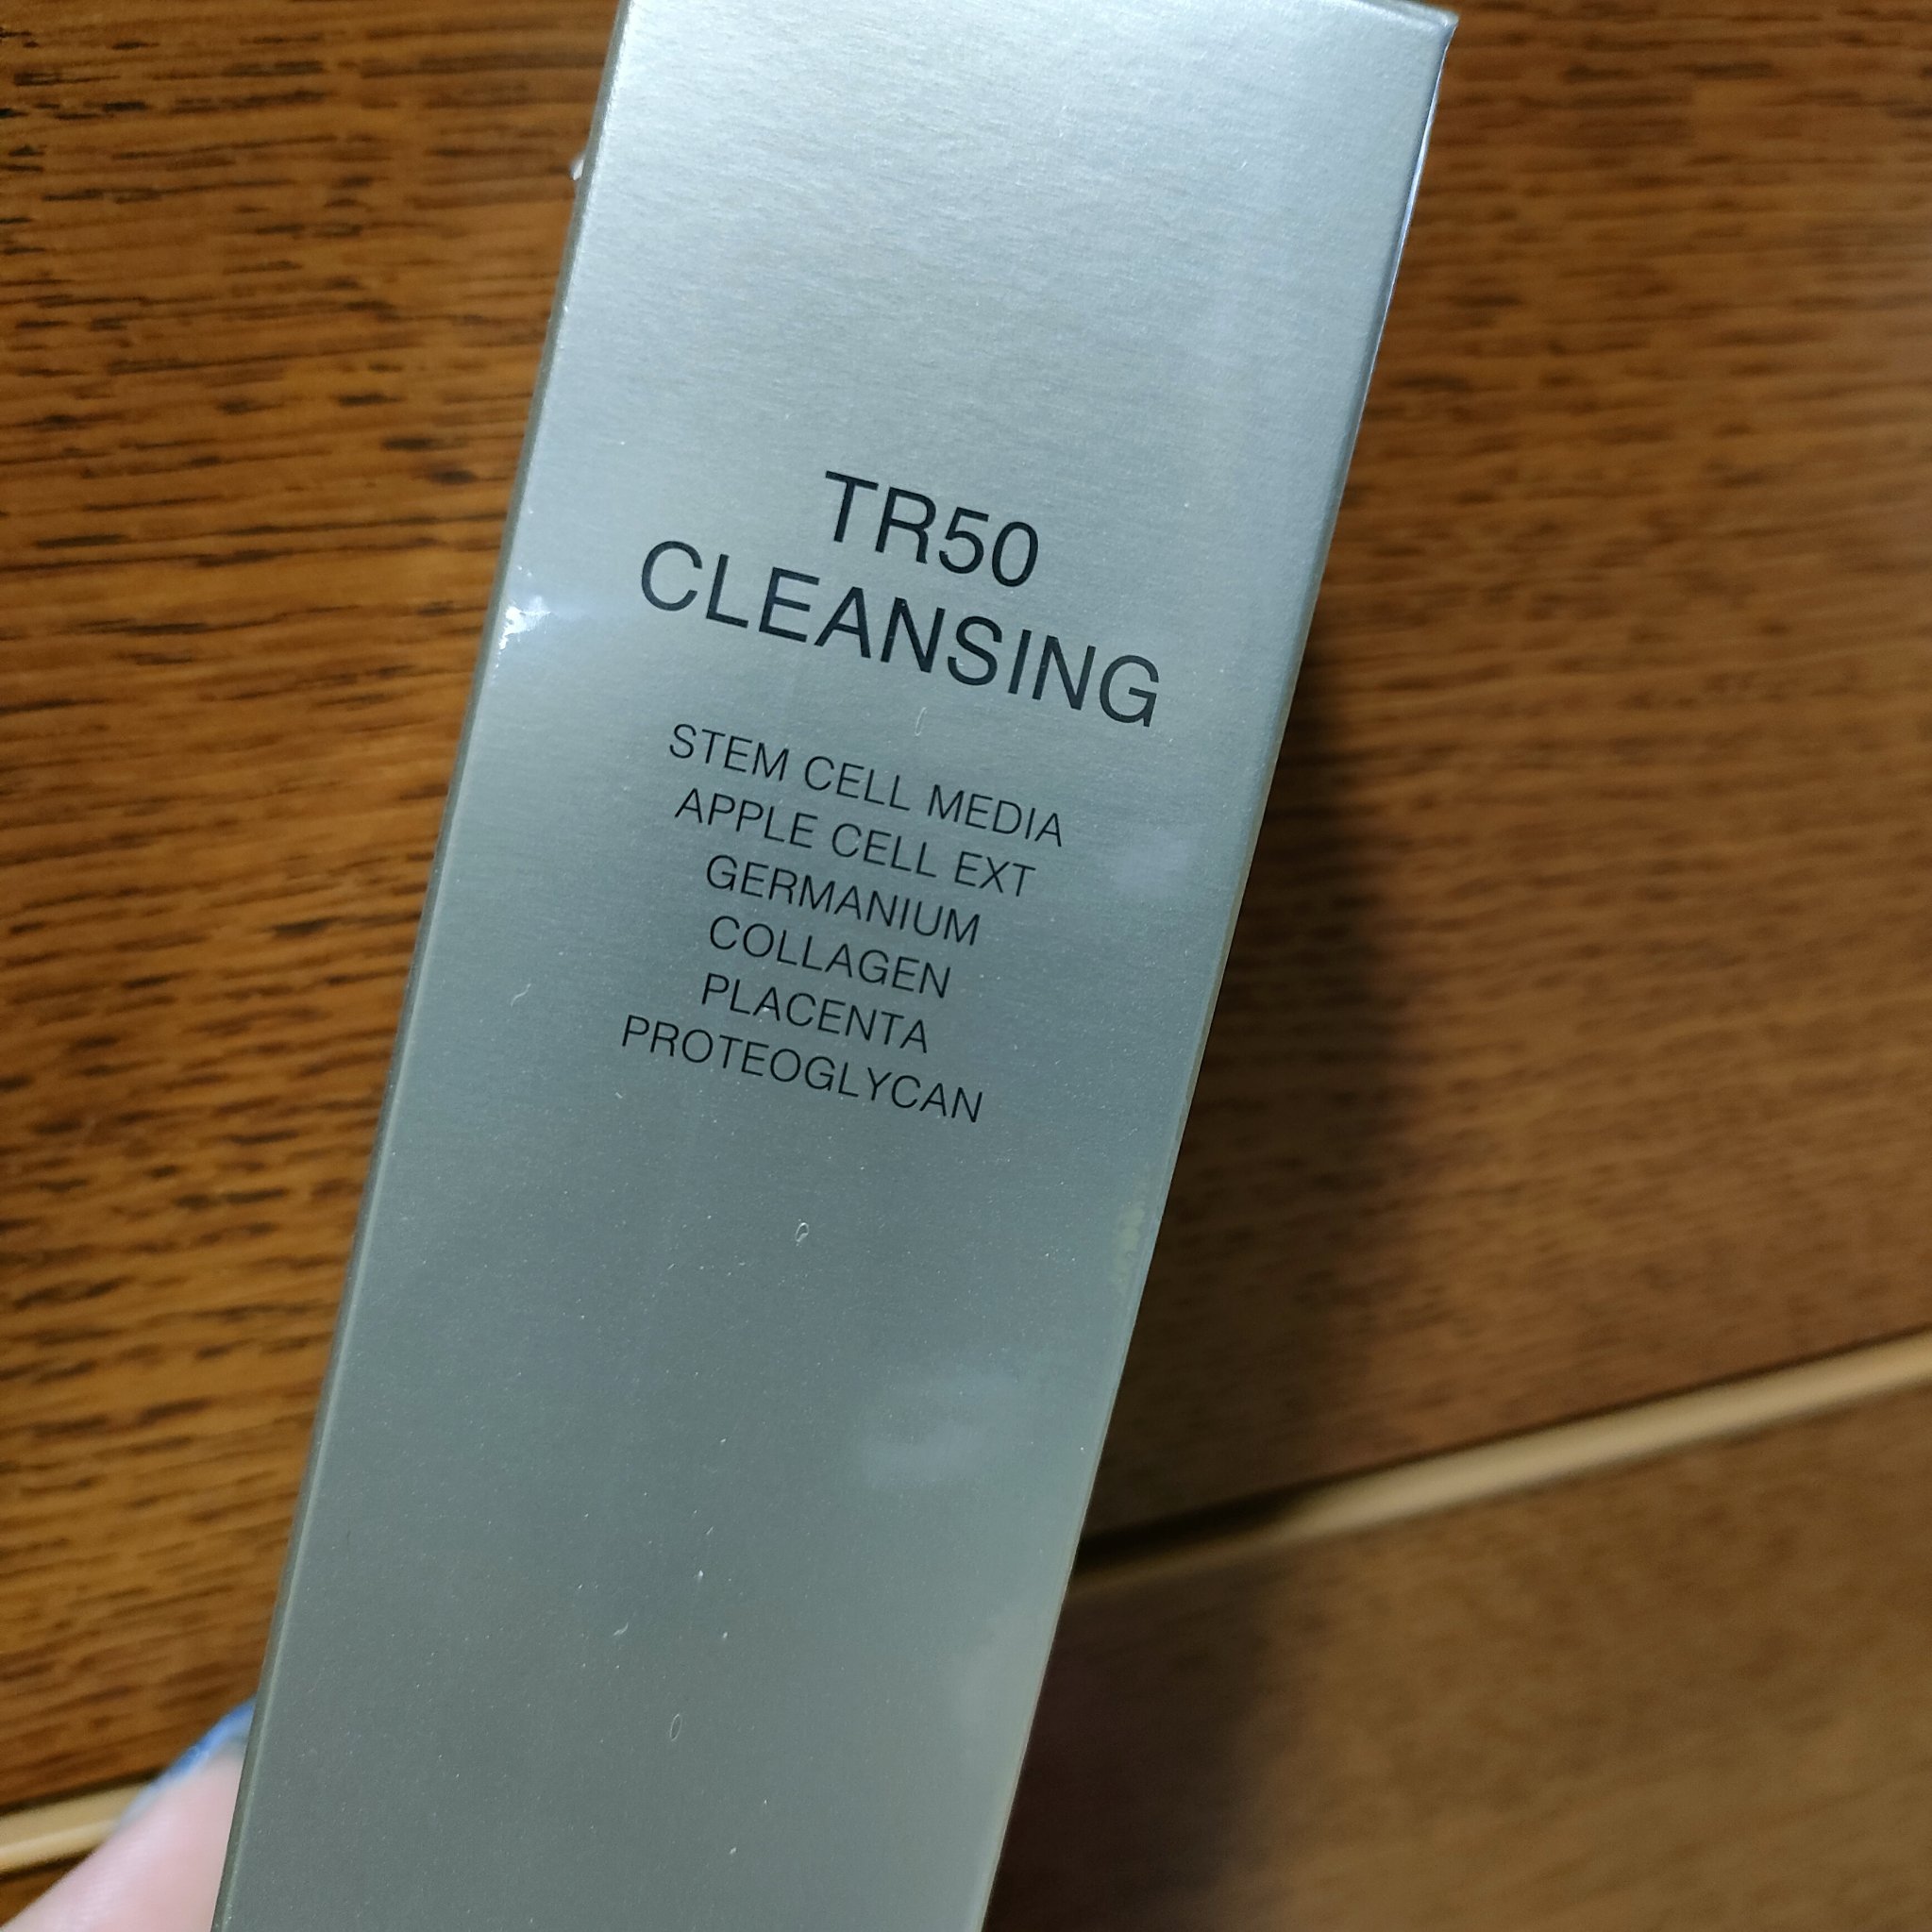 TR50
CLEANSING
STEM CELL MEDIA
APPLE CELL EXT
GERMANIUM
COLLAGEN
PLACENTA
PROTEOGLYCAN